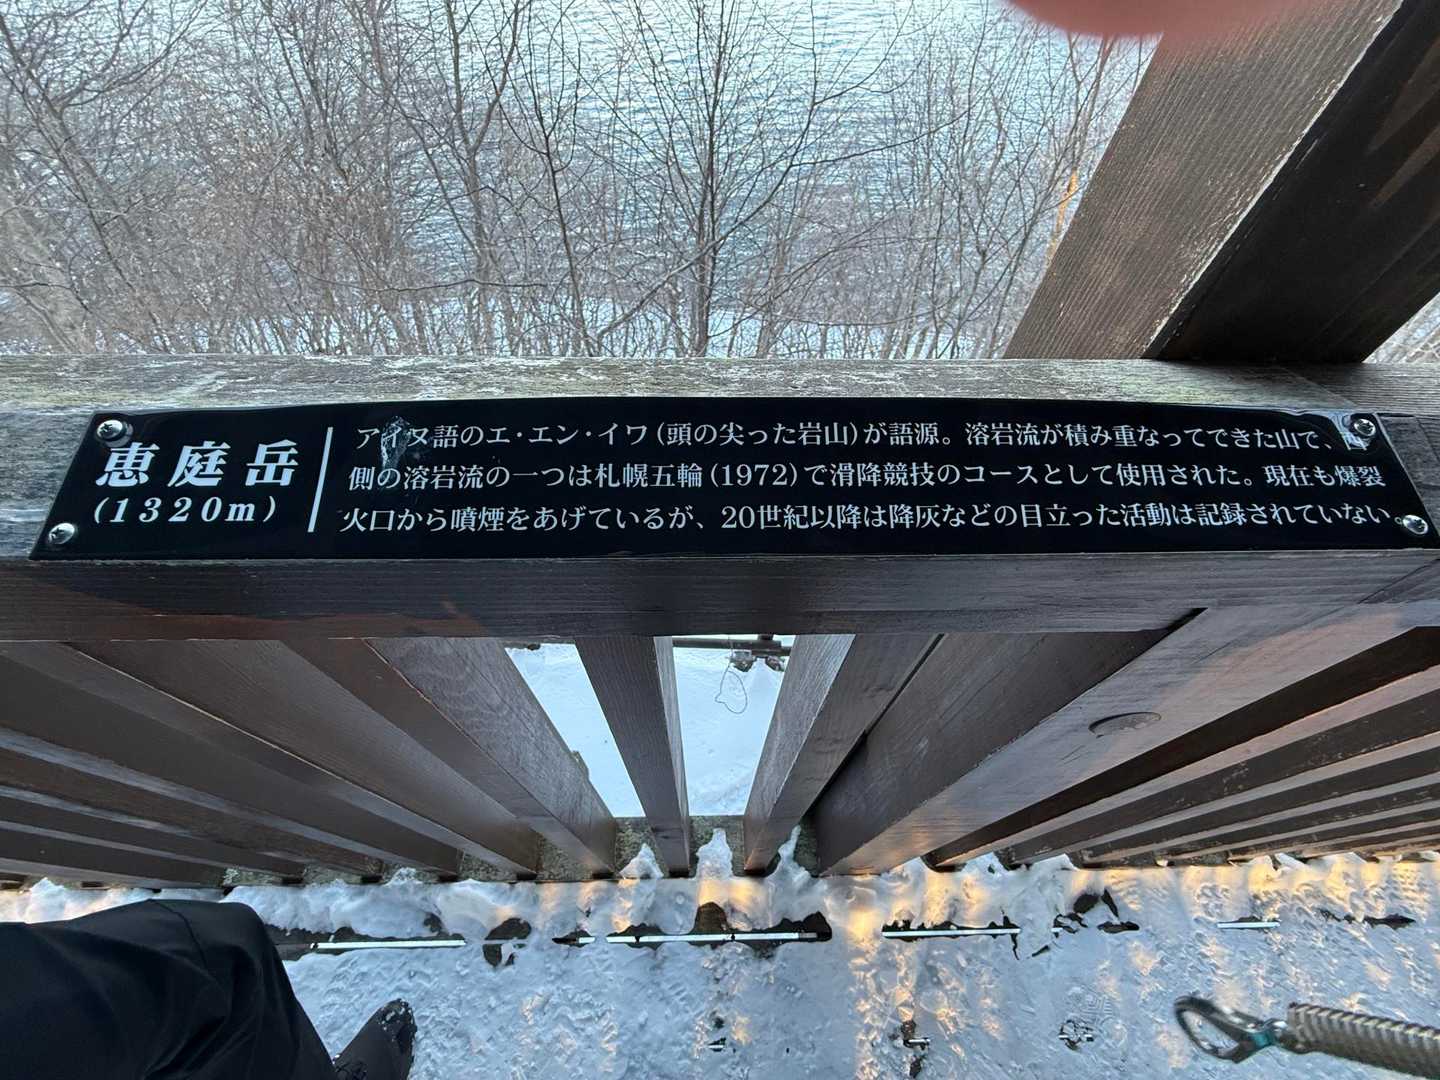 恵庭岳
(1320m)
アイヌ語のエ・エン・イワ(頭の尖った岩山)が語源。溶岩流が積み重なってできた山で、西
側の溶岩流の一つは札幌五輪(1972)で滑降競技のコースとして使用された。現在も爆裂
火口から噴煙をあげているが、20世紀以降は降灰などの目立った活動は記録されていない。